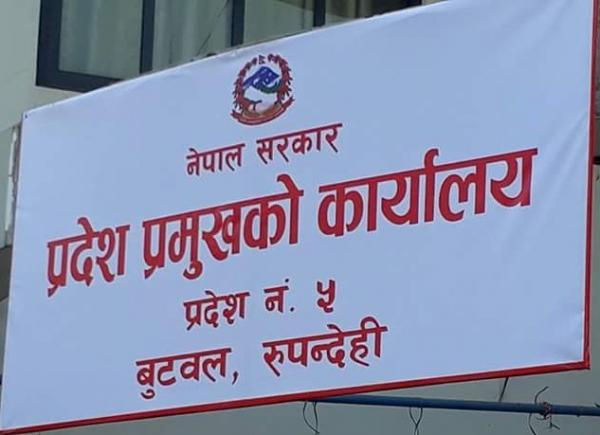 नेपाल सरकार
प्रदेश प्रमुखको कार्यालय
प्रदेश नं. ५
बुटवल, रुपन्देही